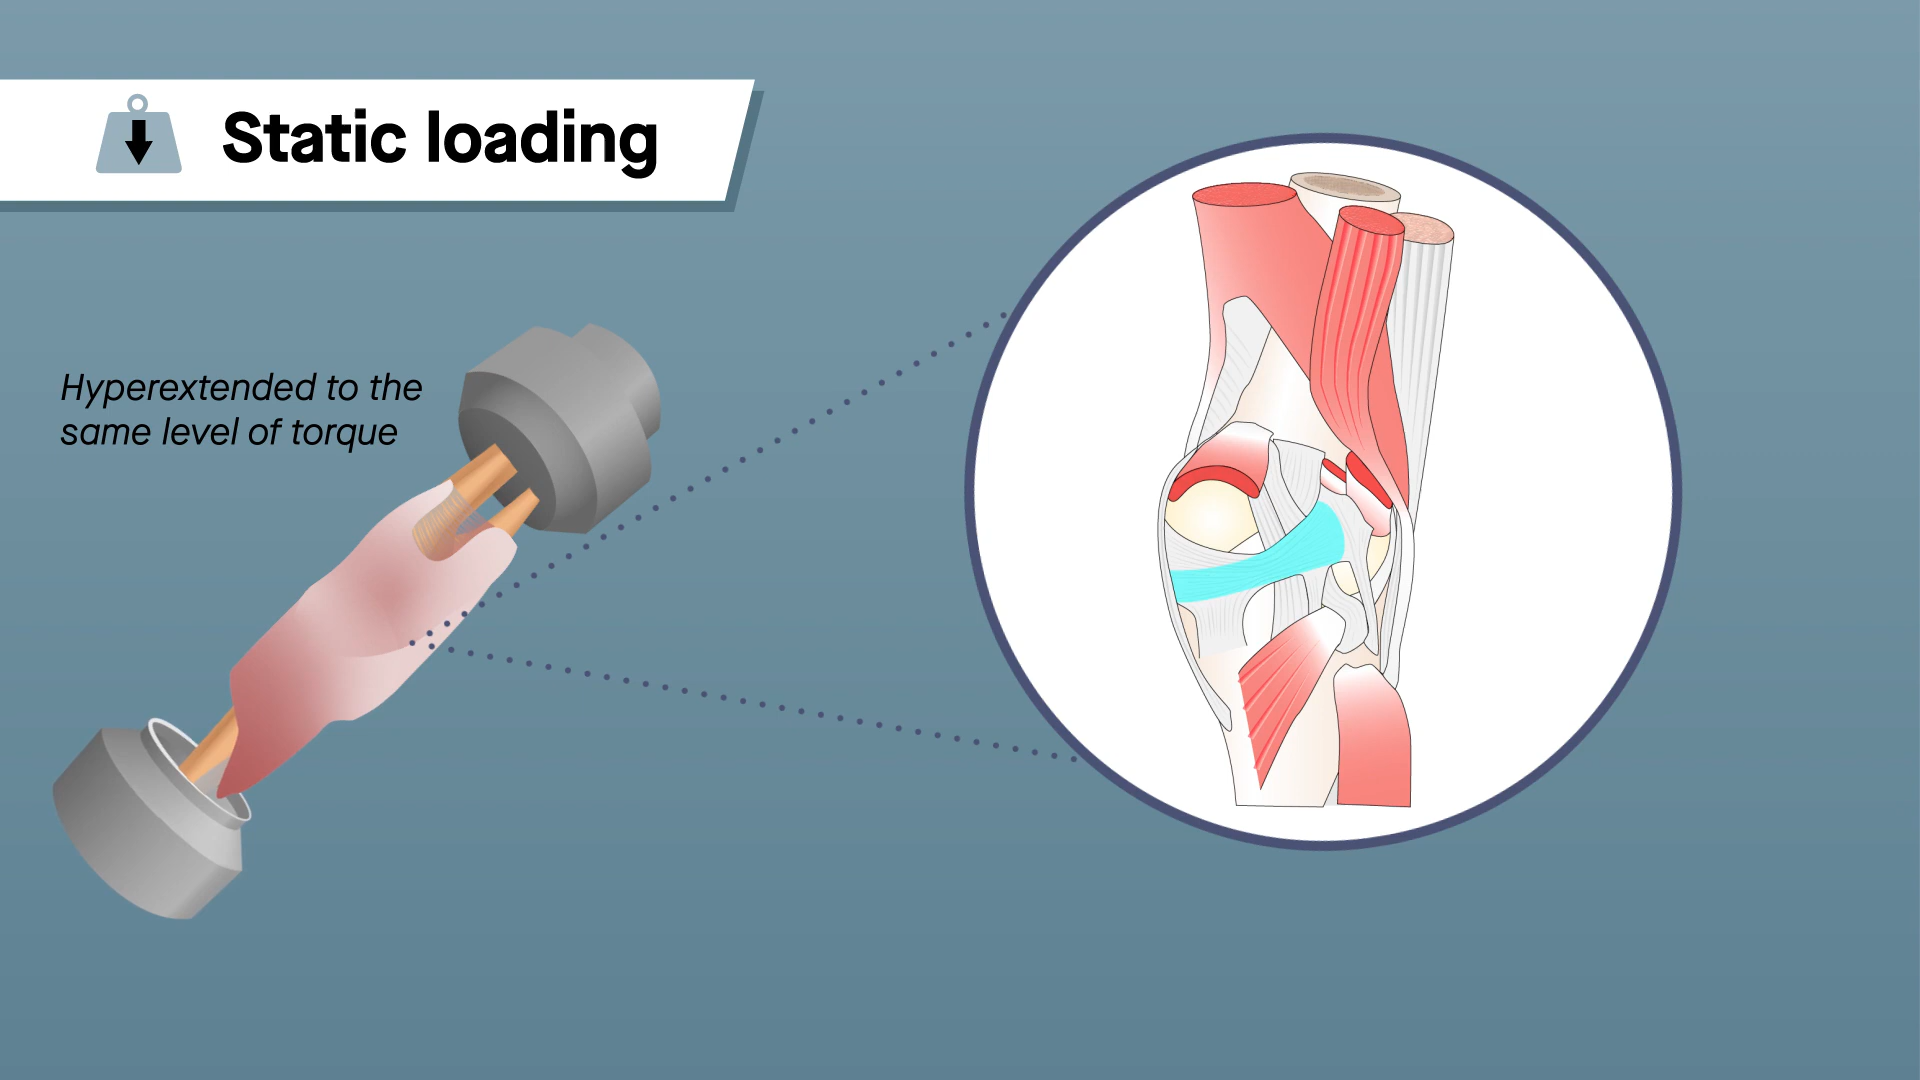 Static loading
Hyperextended to the
same level of torque